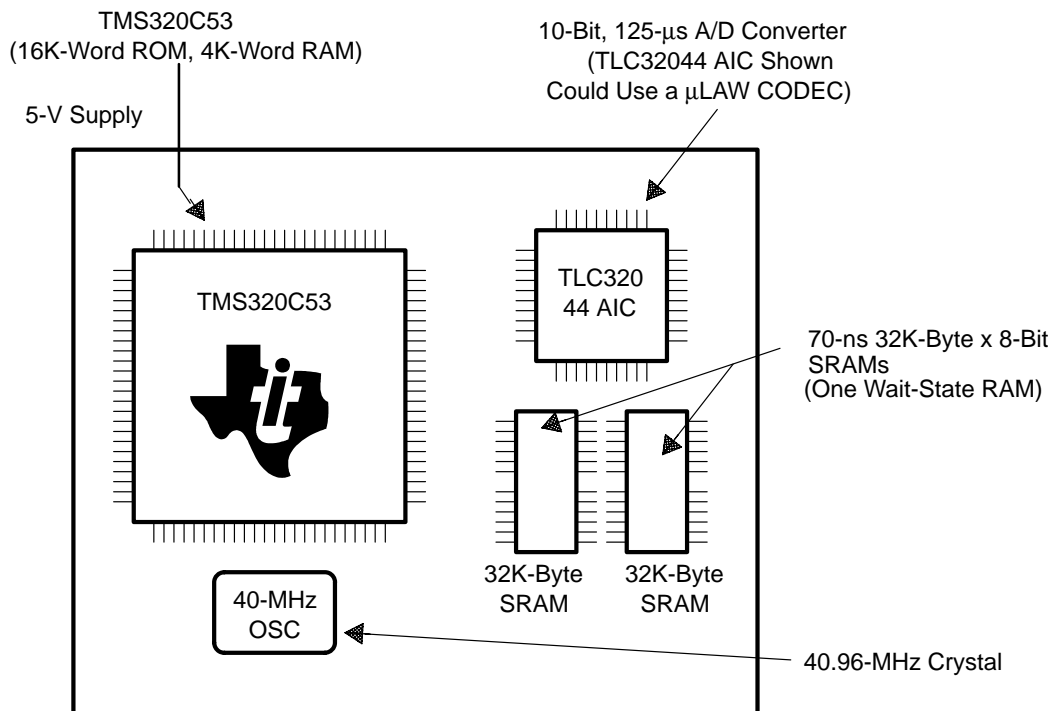 TMS320C53
(16K-Word ROM, 4K-Word RAM)
5-V Supply
10-Bit, 125-μs A/D Converter
(TLC32044 AIC Shown
Could Use a μLAW CODEC)
TMS320C53
ti
TLC320
44 AIC
70-ns 32K-Byte x 8-Bit
SRAMs
(One Wait-State RAM)
32K-Byte
SRAM
32K-Byte
SRAM
40-MHz
OSC
40.96-MHz Crystal